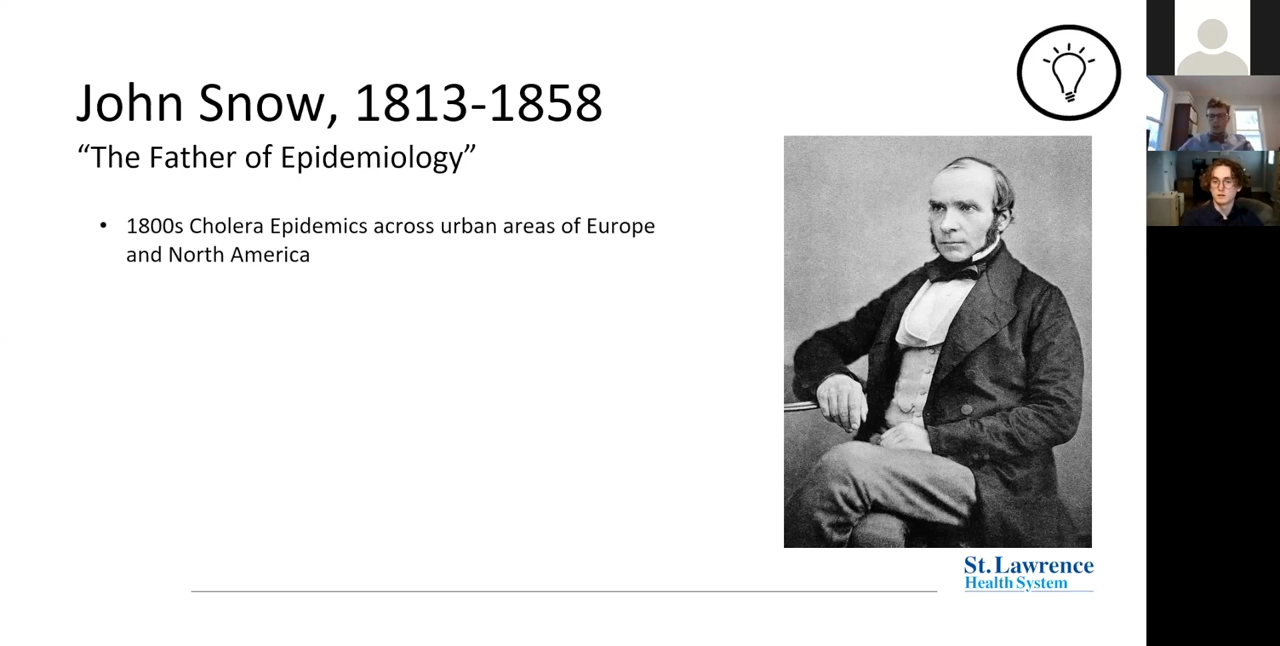 John Snow, 1813-1858
“The Father of Epidemiology”
• 1800s Cholera Epidemics across urban areas of Europe
and North America
St. Lawrence
Health System